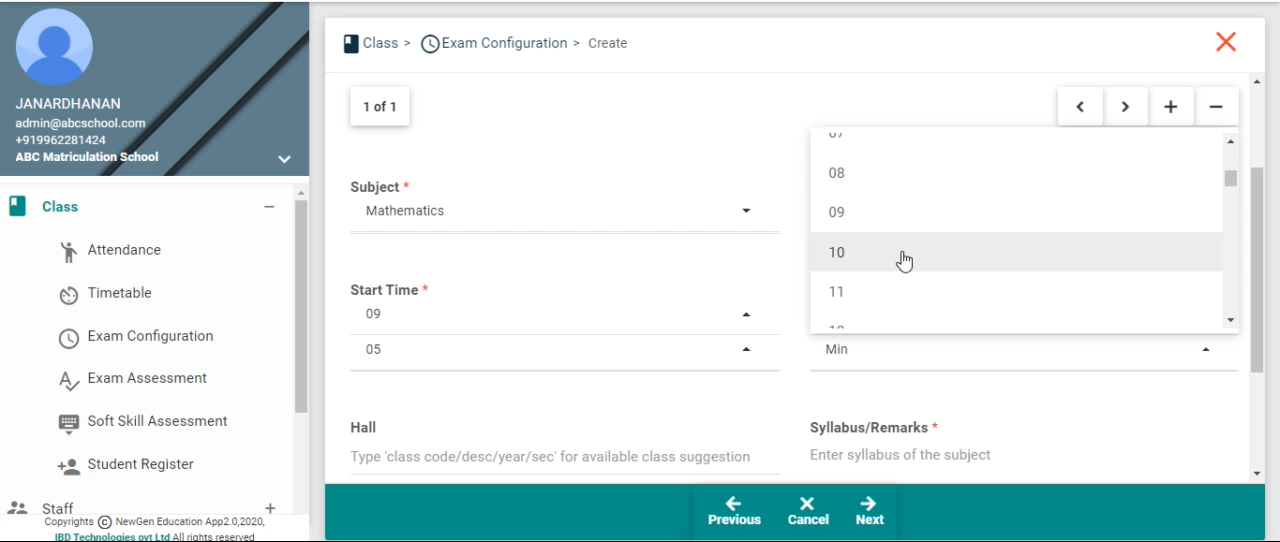 JANARDHANAN
admin@abcschool.com
+919962281424
ABC Matriculation School
Class
Attendance
Timetable
Exam Configuration
Exam Assessment
Soft Skill Assessment
Student Register
Staff
Copyrights © NewGen Education App2.0,2020,
IBD Technologies pvt Ltd All rights reserved
Class > Exam Configuration > Create
1 of 1
Subject *
Mathematics
Start Time *
09
05
07
08
09
10
11
Min
Hall
Type 'class code/desc/year/sec' for available class suggestion
Syllabus/Remarks *
Enter syllabus of the subject
Previous
Cancel
Next